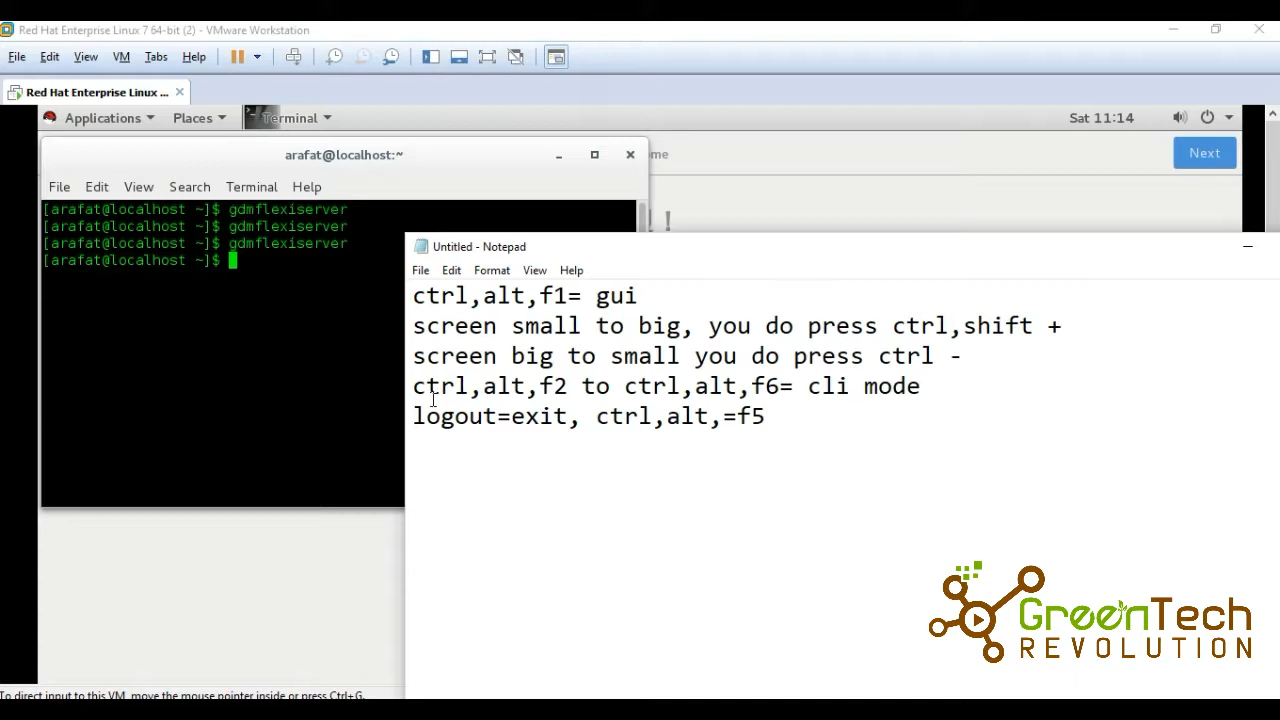 Red Hat Enterprise Linux 7 64-bit (2) - VMware Workstation
File Edit View VM Tabs Help
Red Hat Enterprise Linux ...
Applications Places Terminal Sat 11:14
arafat@localhost:~
ome
Next
File Edit View Search Terminal Help
[arafat@localhost ~]$ gdmflexiserver
[arafat@localhost ~]$ gdmflexiserver
[arafat@localhost ~]$ gdmflexiserver
[arafat@localhost ~]$
!
Untitled - Notepad
File Edit Format View Help
ctrl,alt,f1= gui
screen small to big, you do press ctrl,shift +
screen big to small you do press ctrl -
ctrl,alt,f2 to ctrl,alt,f6= cli mode
logout=exit, ctrl,alt,=f5
GreenTech
REVOLUTION
To direct input to this VM, move the mouse pointer inside or press Ctrl+G.